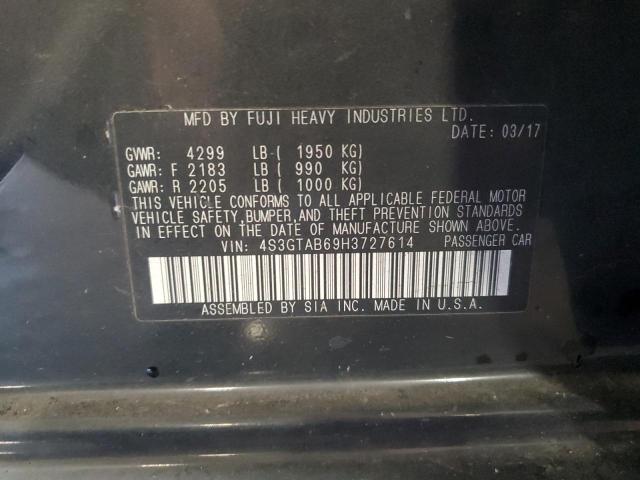 MFD BY FUJI HEAVY INDUSTRIES LTD.
DATE: 03/17
GVWR: 4299 LB ( 1950 KG)
GAWR: F 2183 LB ( 990 KG)
GAWR: R 2205 LB ( 1000 KG)
THIS VEHICLE CONFORMS TO ALL APPLICABLE FEDERAL MOTOR
VEHICLE SAFETY,BUMPER,AND THEFT PREVENTION STANDARDS
IN EFFECT ON THE DATE OF MANUFACTURE SHOWN ABOVE.
VIN: 4S3GTAB69H3727614 PASSENGER CAR
ASSEMBLED BY SIA INC. MADE IN U.S.A.